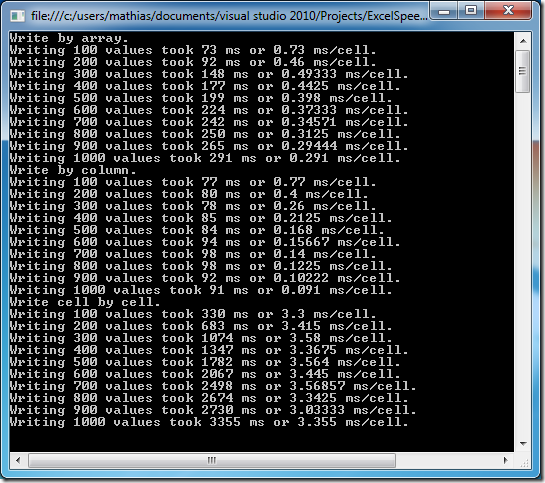 file:///c:/users/mathias/documents/visual studio 2010/Projects/ExcelSpee...
Write by array.
Writing 100 values took 73 ms or 0.73 ms/cell.
Writing 200 values took 92 ms or 0.46 ms/cell.
Writing 300 values took 148 ms or 0.49333 ms/cell.
Writing 400 values took 177 ms or 0.4425 ms/cell.
Writing 500 values took 199 ms or 0.398 ms/cell.
Writing 600 values took 224 ms or 0.37333 ms/cell.
Writing 700 values took 242 ms or 0.34571 ms/cell.
Writing 800 values took 250 ms or 0.3125 ms/cell.
Writing 900 values took 265 ms or 0.29444 ms/cell.
Writing 1000 values took 291 ms or 0.291 ms/cell.
Write by column.
Writing 100 values took 77 ms or 0.77 ms/cell.
Writing 200 values took 80 ms or 0.4 ms/cell.
Writing 300 values took 78 ms or 0.26 ms/cell.
Writing 400 values took 85 ms or 0.2125 ms/cell.
Writing 500 values took 84 ms or 0.168 ms/cell.
Writing 600 values took 94 ms or 0.15667 ms/cell.
Writing 700 values took 98 ms or 0.14 ms/cell.
Writing 800 values took 98 ms or 0.1225 ms/cell.
Writing 900 values took 92 ms or 0.10222 ms/cell.
Writing 1000 values took 91 ms or 0.091 ms/cell.
Write cell by cell.
Writing 100 values took 330 ms or 3.3 ms/cell.
Writing 200 values took 683 ms or 3.415 ms/cell.
Writing 300 values took 1074 ms or 3.58 ms/cell.
Writing 400 values took 1347 ms or 3.3675 ms/cell.
Writing 500 values took 1782 ms or 3.564 ms/cell.
Writing 600 values took 2067 ms or 3.445 ms/cell.
Writing 700 values took 2498 ms or 3.56857 ms/cell.
Writing 800 values took 2674 ms or 3.3425 ms/cell.
Writing 900 values took 2730 ms or 3.03333 ms/cell.
Writing 1000 values took 3355 ms or 3.355 ms/cell.